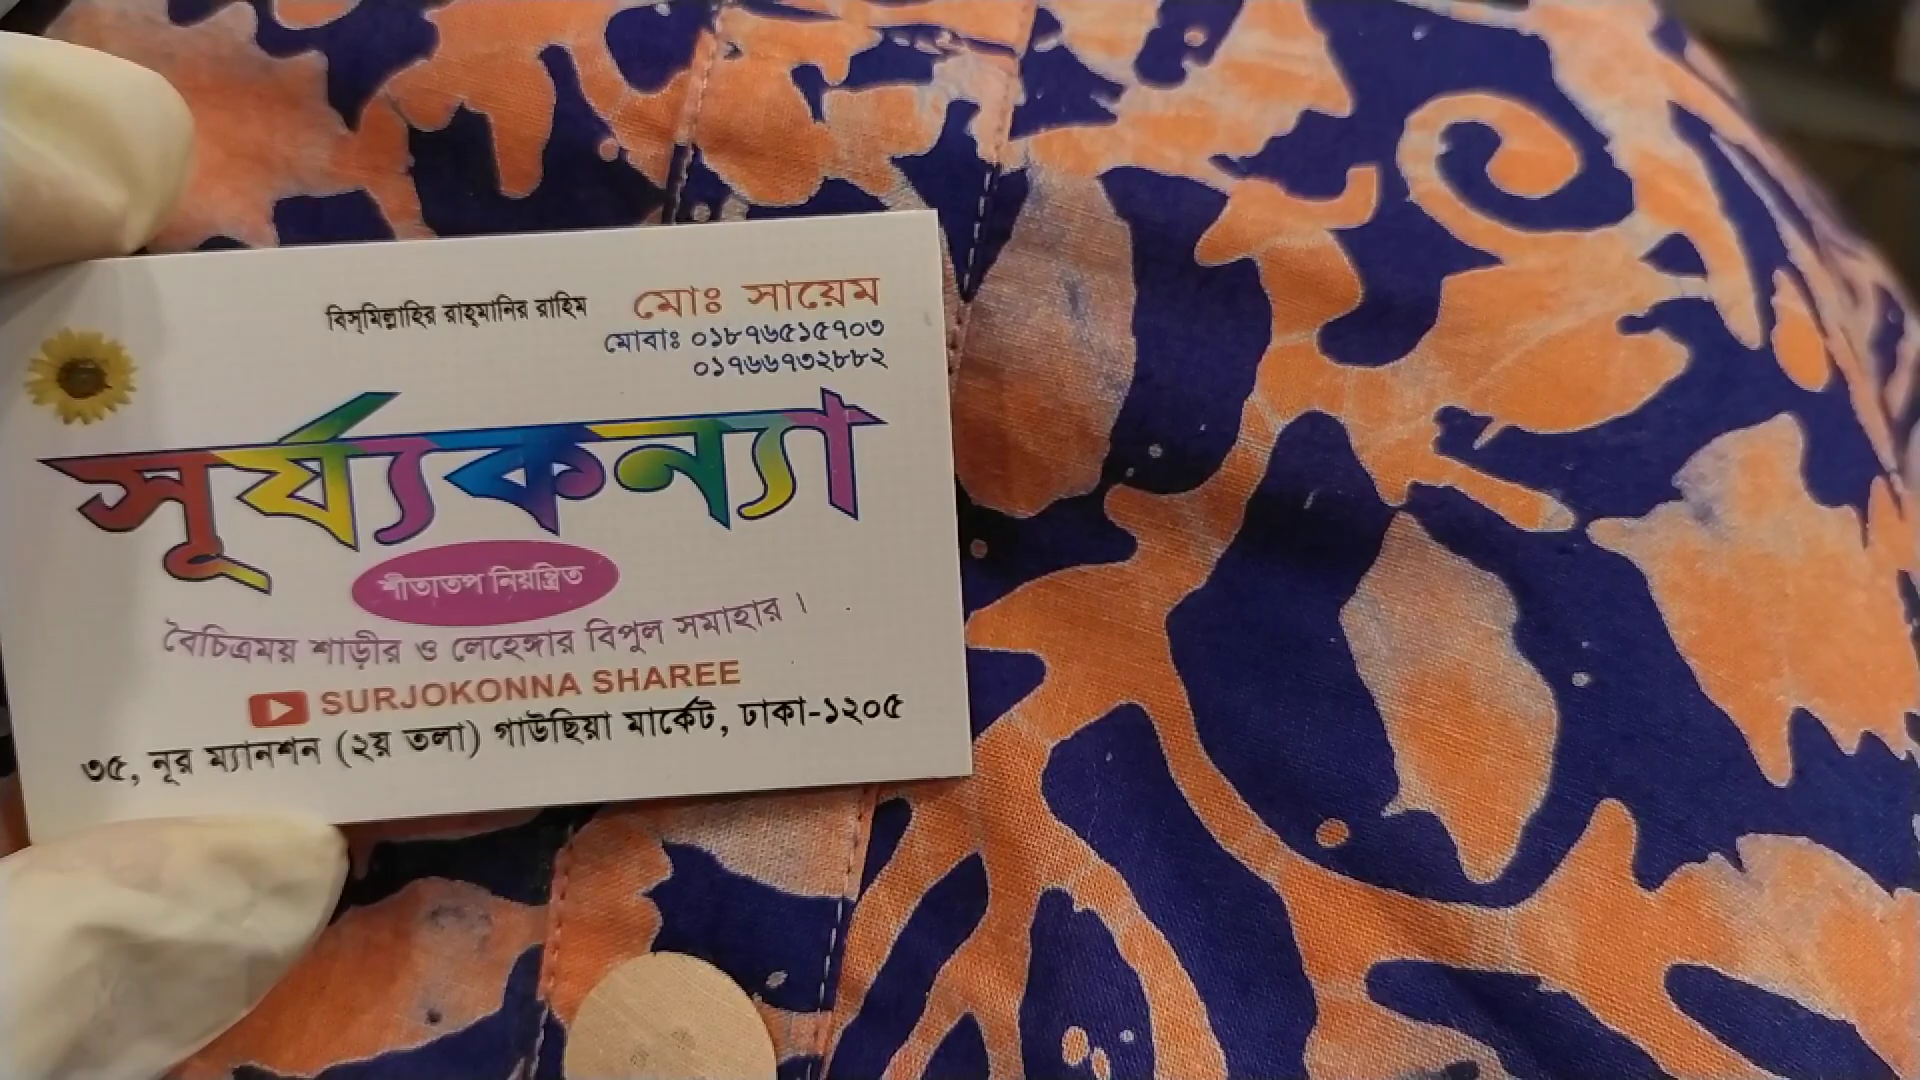 বিস্‌মিল্লাহির রাহ্‌মানির রাহিম
মোঃ সায়েম
মোবাঃ ০১৮৭৬৫১৫৭০৩
০১৭৬৬৭৩২৮৮২
সূর্য্যকন্যা
শীতাতপ নিয়ন্ত্রিত
বৈচিত্রময় শাড়ীর ও লেহেঙ্গার বিপুল সমাহার।
SURJOKONNA SHAREE
৩৫, নূর ম্যানশন (২য় তলা) গাউছিয়া মার্কেট, ঢাকা-১২০৫